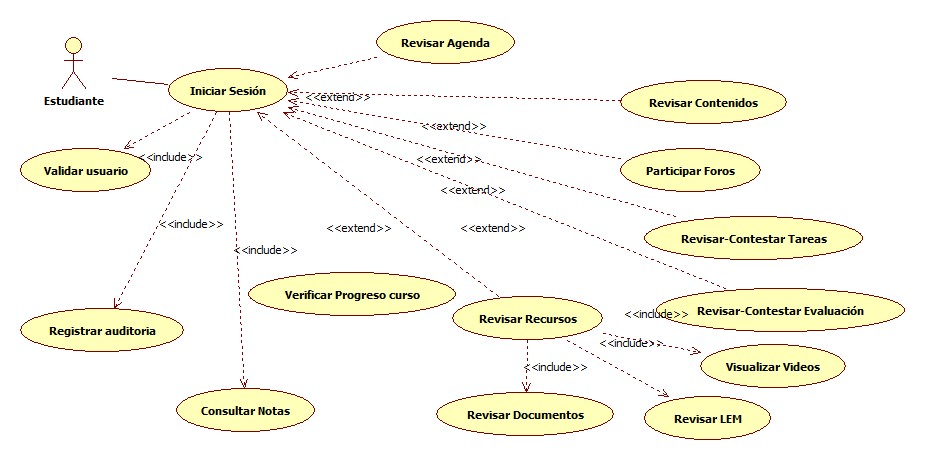 Revisar Agenda
Estudiante
Iniciar Sesión
<<extend>>
Revisar Contenidos
<<extend>>
Validar usuario
<<include>>
<<extend>>
Participar Foros
<<extend>>
<<include>>
<<extend>>
<<extend>>
Revisar-Contestar Tareas
<<include>>
Verificar Progreso curso
Revisar-Contestar Evaluación
<<include>>
Registrar auditoria
Revisar Recursos
<<include>>
Visualizar Videos
<<include>>
Consultar Notas
Revisar Documentos
Revisar LEM